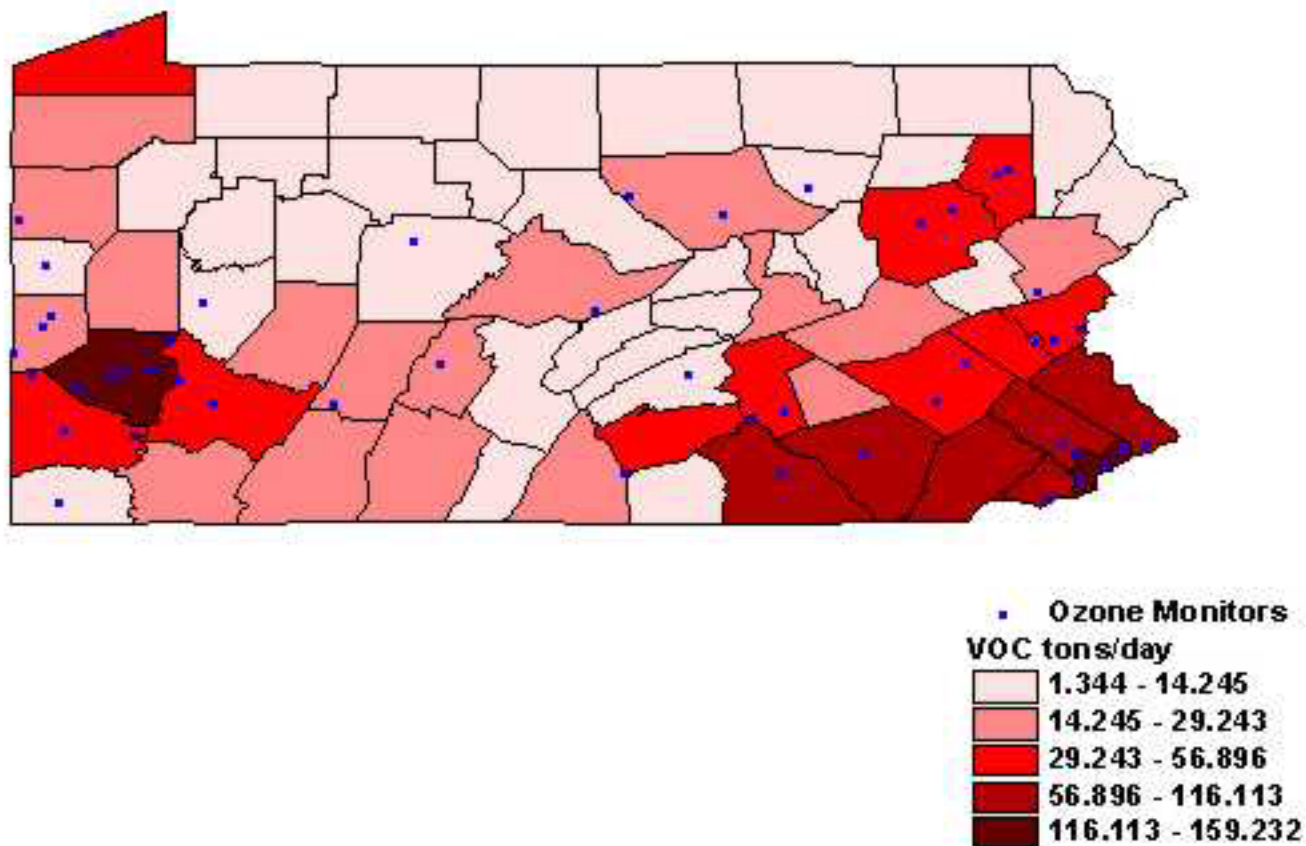 Ozone Monitors
VOC tons/day
1.344 - 14.245
14.245 - 29.243
29.243 - 56.896
56.896 - 116.113
116.113 - 159.232